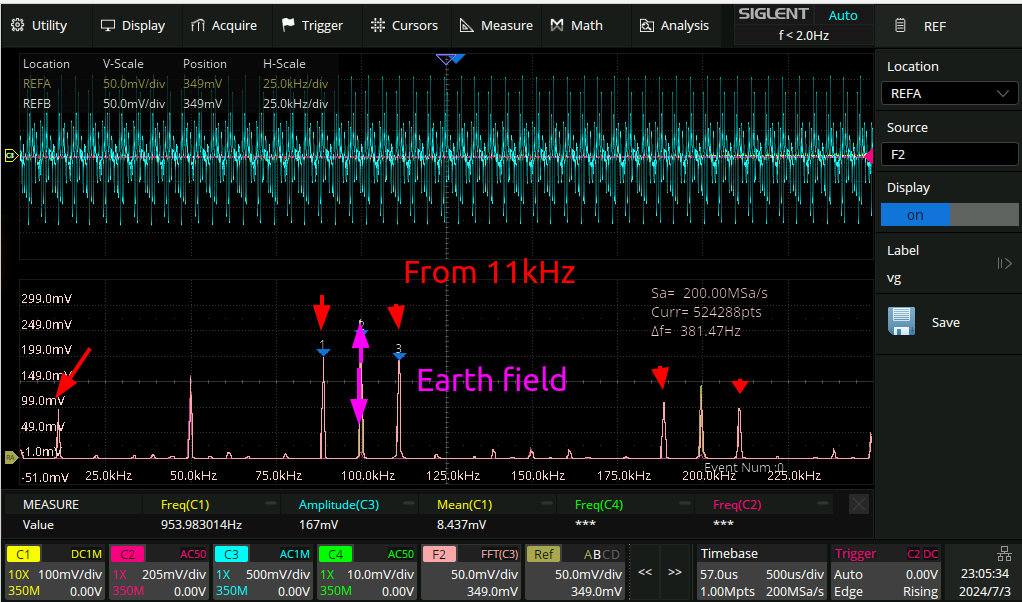 Utility Display Acquire Trigger Cursors Measure Math Analysis SIGLENT Auto REF
f < 2.0Hz
Location V-Scale Position H-Scale
REFA 50.0mV/div 349mV 25.0kHz/div
REFB 50.0mV/div 349mV 25.0kHz/div
C3
Location
REFA
Source
F2
Display
on
Label
vg
Save
From 11kHz
Sa= 200.00MSa/s
Curr= 524288pts
Δf= 381.47Hz
299.0mV
249.0mV
199.0mV
149.0mV
99.0mV
49.0mV
-1.0mV
-51.0mV
1
2
3
Earth field
RA
Event Num :0
25.0kHz 50.0kHz 75.0kHz 100.0kHz 125.0kHz 150.0kHz 175.0kHz 200.0kHz 225.0kHz
MEASURE Freq(C1) Amplitude(C3) Mean(C1) Freq(C4) Freq(C2)
Value 953.983014Hz 167mV 8.437mV *** ***
C1 DC1M C2 AC50 C3 AC1M C4 AC50 F2 FFT(C3) Ref ABCD Timebase Trigger C2 DC
10X 100mV/div 1X 205mV/div 1X 500mV/div 1X 10.0mV/div 50.0mV/div 50.0mV/div << >> 57.0us 500us/div Auto 0.00V 23:05:34
350M 0.00V 350M 0.00V 350M 0.00V 350M 0.00V 349.0mV 349.0mV 1.00Mpts 200MSa/s Edge Rising 2024/7/3